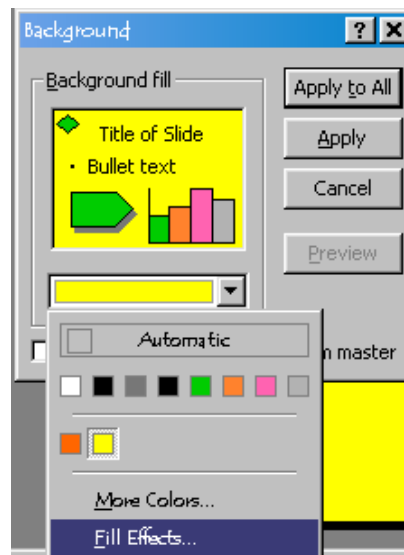 Background
? X
Background fill
Apply to All
Title of Slide
Apply
• Bullet text
Cancel
Preview
Automatic
m master
More Colors...
Fill Effects...